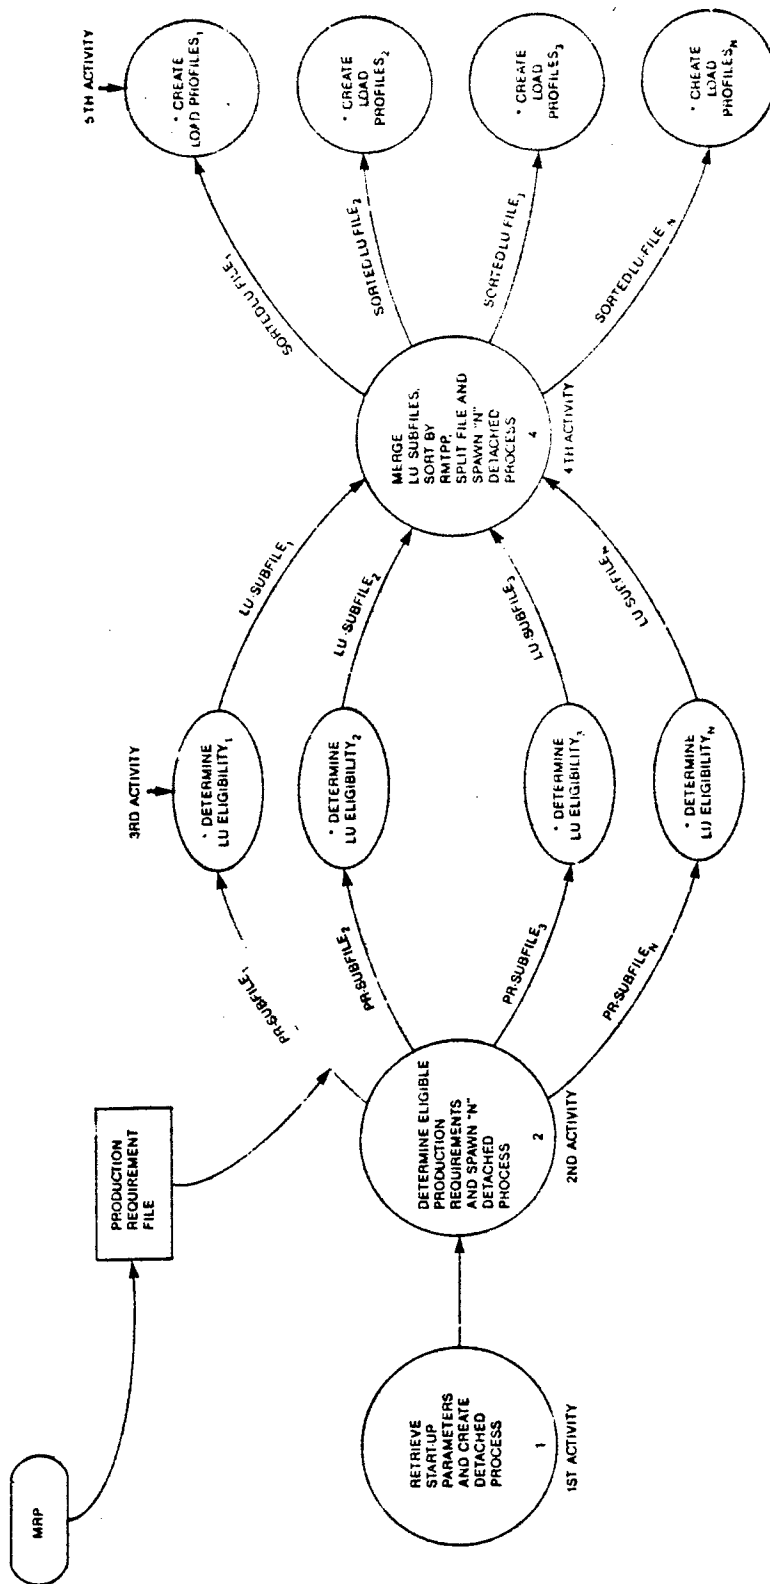 MRP
PRODUCTION
REQUIREMENT
FILE
RETRIEVE
START-UP
PARAMETERS
AND CREATE
DETACHED
PROCESS
1
1ST ACTIVITY
DETERMINE ELIGIBLE
PRODUCTION
REQUIREMENTS
AND SPAWN "N"
DETACHED
PROCESS
2
2ND ACTIVITY
PR-SUBFILE1
PR-SUBFILE2
PR-SUBFILE3
PR-SUBFILEN
3RD ACTIVITY
* DETERMINE
LU ELIGIBILITY1
* DETERMINE
LU ELIGIBILITY2
* DETERMINE
LU ELIGIBILITY3
* DETERMINE
LU ELIGIBILITYN
LU-SUBFILE1
LU-SUBFILE2
LU-SUBFILE3
LU SUFFILEN
MERGE
LU SUBFILES,
SORT BY
RMTPP,
SPLIT FILE AND
SPAWN "N"
DETACHED
PROCESS
4
4TH ACTIVITY
SORTED LU FILE1
SORTED LU FILE2
SORTED LU FILE3
SORTED LU-FILE N
5TH ACTIVITY
* CREATE
LOAD PROFILES1
* CREATE
LOAD
PROFILES2
* CREATE
LOAD
PROFILES3
* CREATE
LOAD
PROFILESN